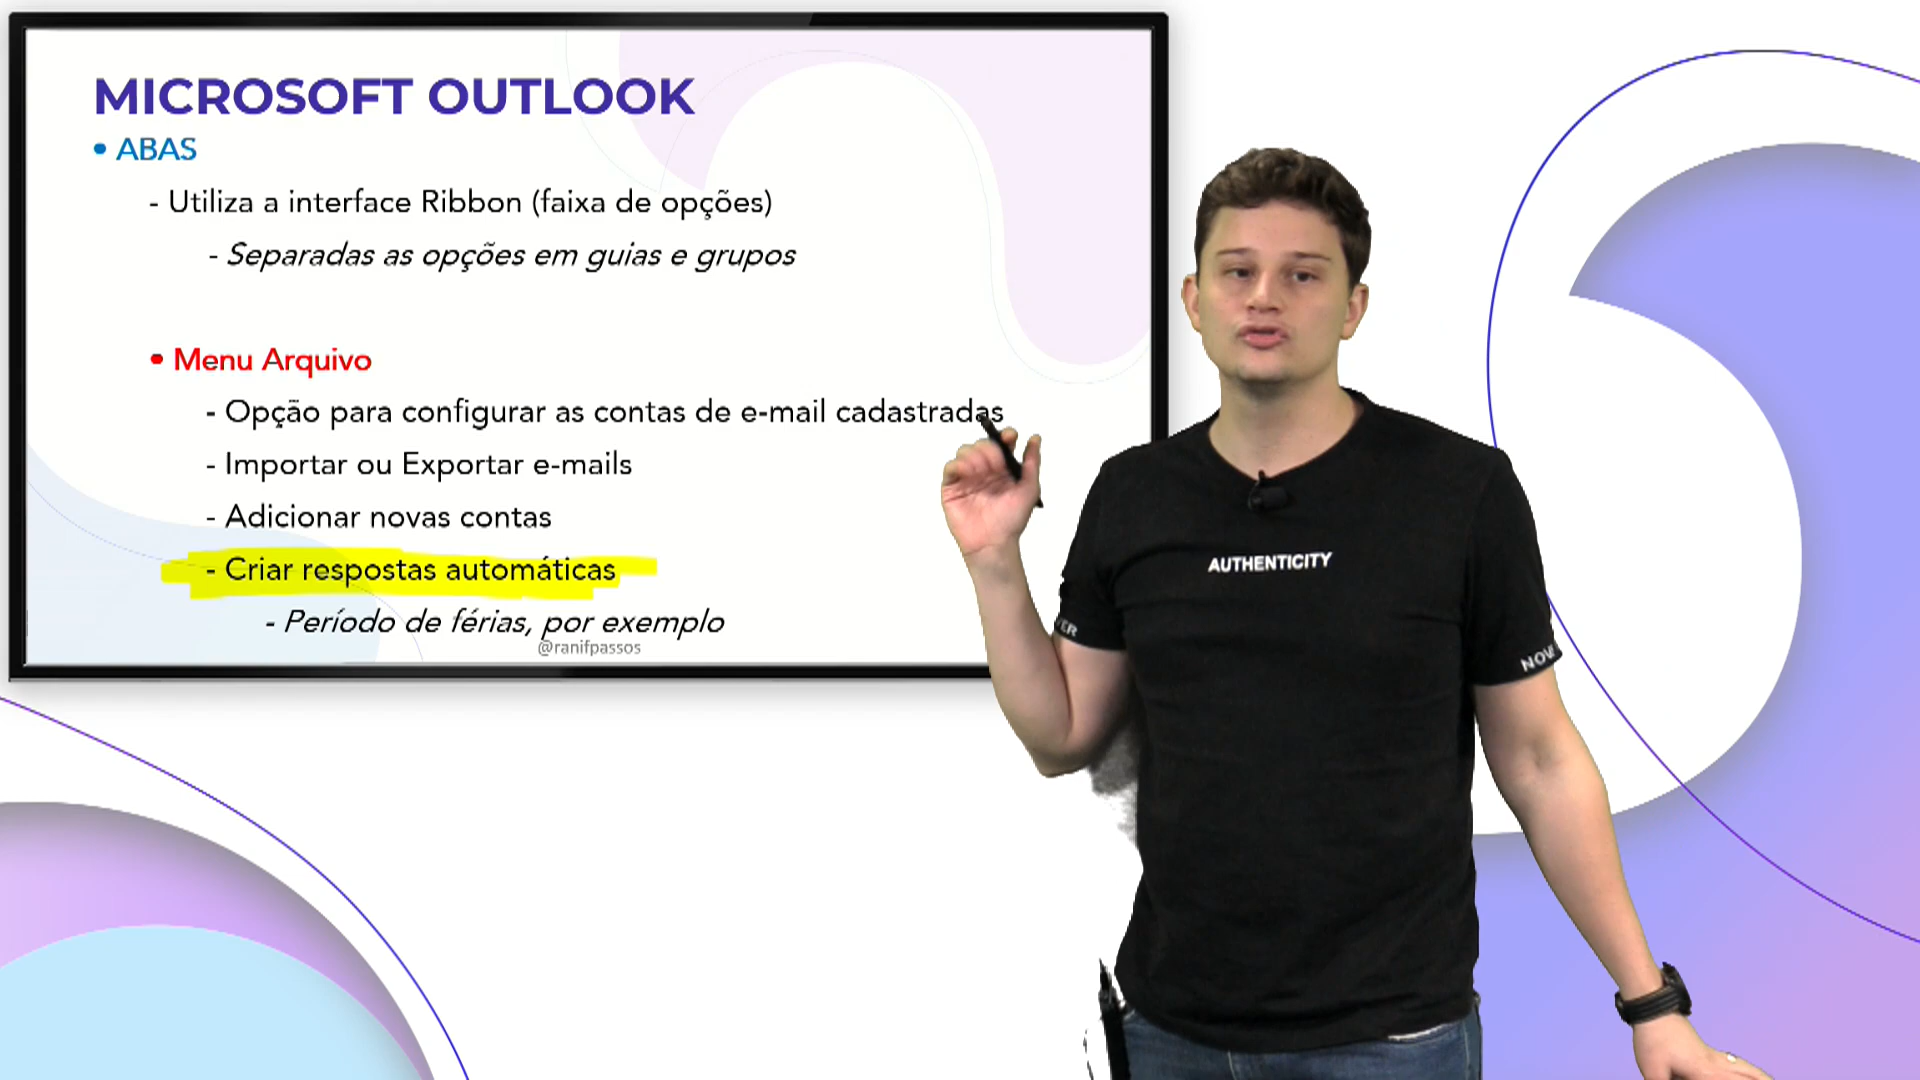 MICROSOFT OUTLOOK
• ABAS
- Utiliza a interface Ribbon (faixa de opções)
- Separadas as opções em guias e grupos
• Menu Arquivo
- Opção para configurar as contas de e-mail cadastradas
- Importar ou Exportar e-mails
- Adicionar novas contas
- Criar respostas automáticas
- Período de férias, por exemplo
@ranifpassos
AUTHENTICITY